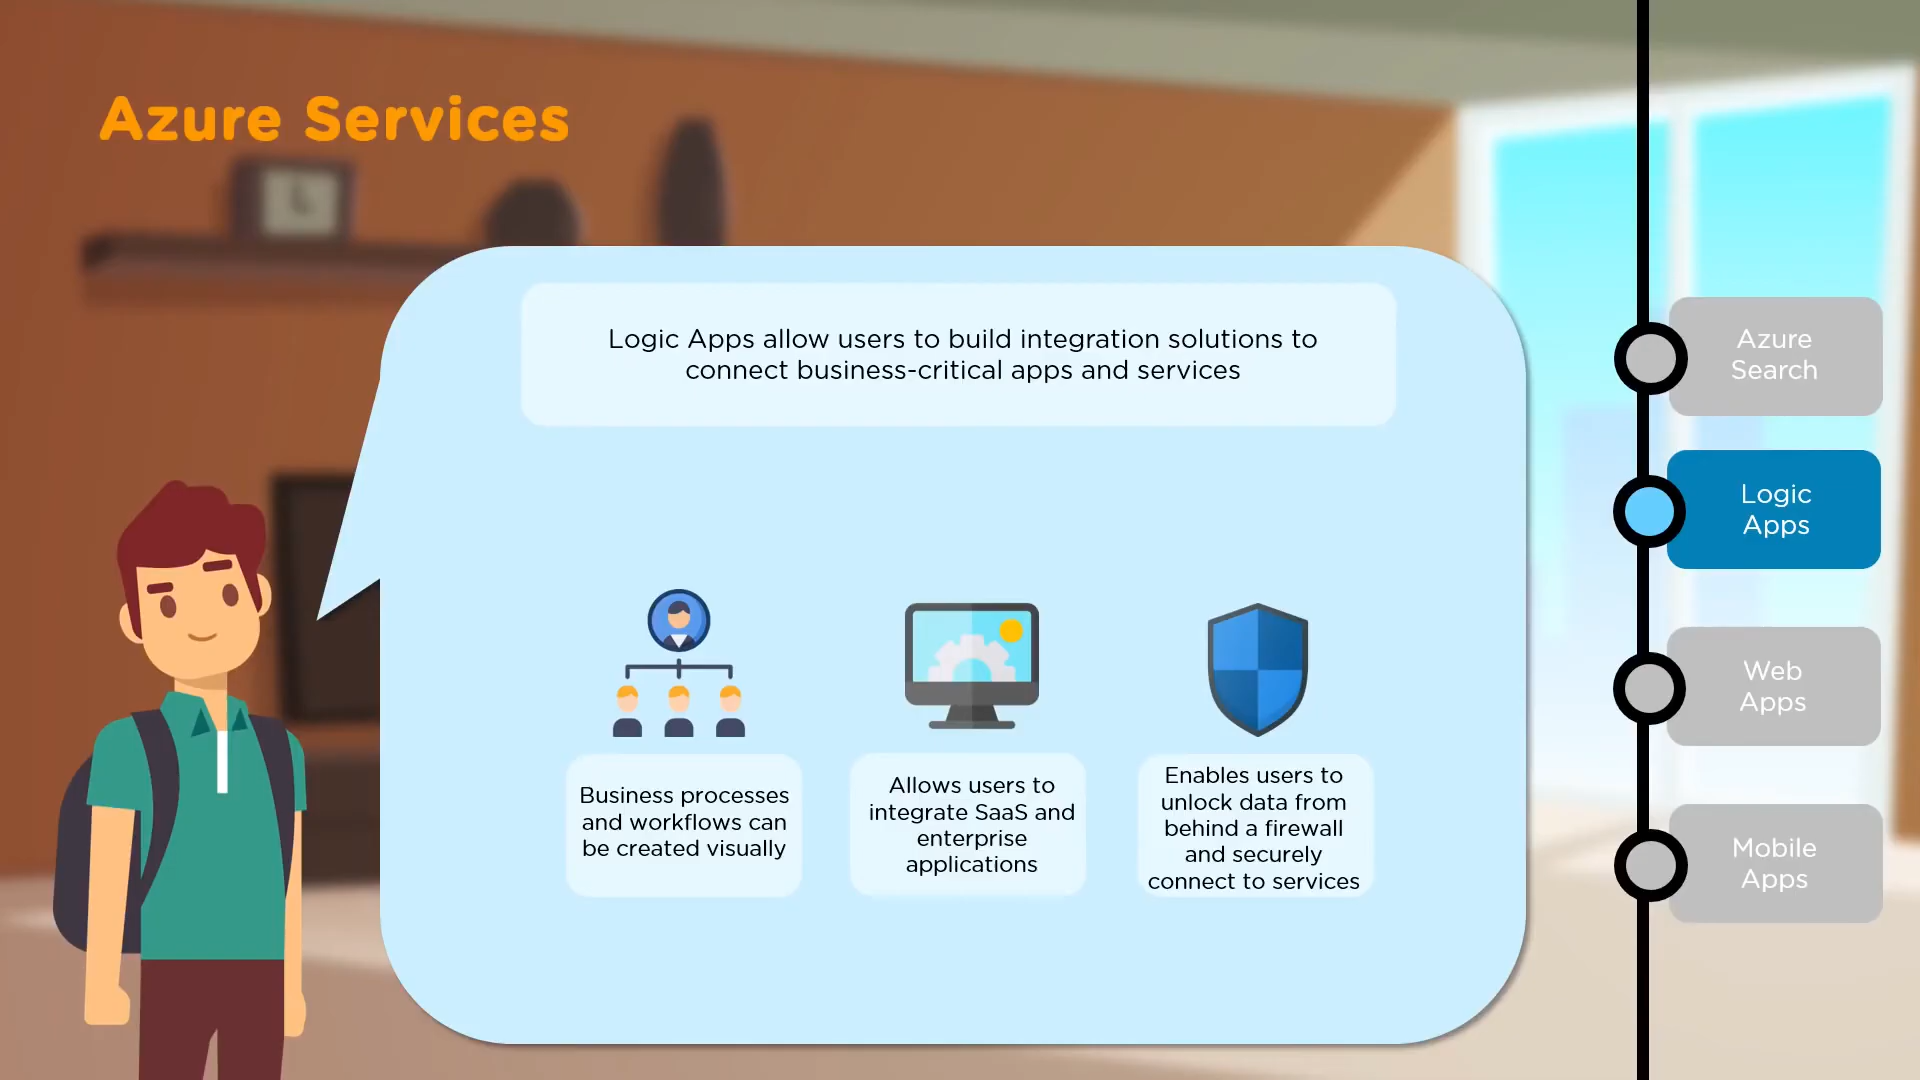 Azure Services
Logic Apps allow users to build integration solutions to
connect business-critical apps and services
Business processes
and workflows can
be created visually
Allows users to
integrate SaaS and
enterprise
applications
Enables users to
unlock data from
behind a firewall
and securely
connect to services
Azure
Search
Logic
Apps
Web
Apps
Mobile
Apps